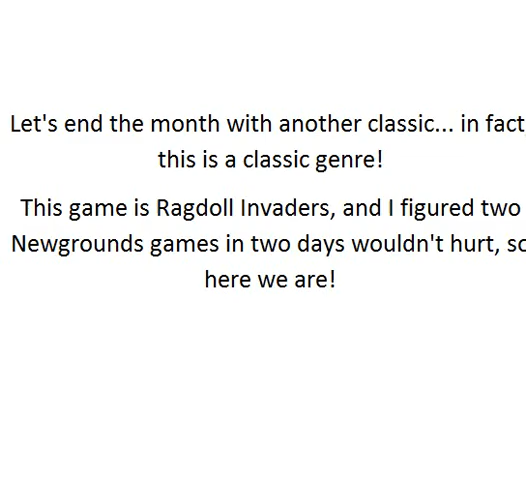 Let's end the month with another classic... in fact
this is a classic genre!
This game is Ragdoll Invaders, and I figured two
Newgrounds games in two days wouldn't hurt, so
here we are!